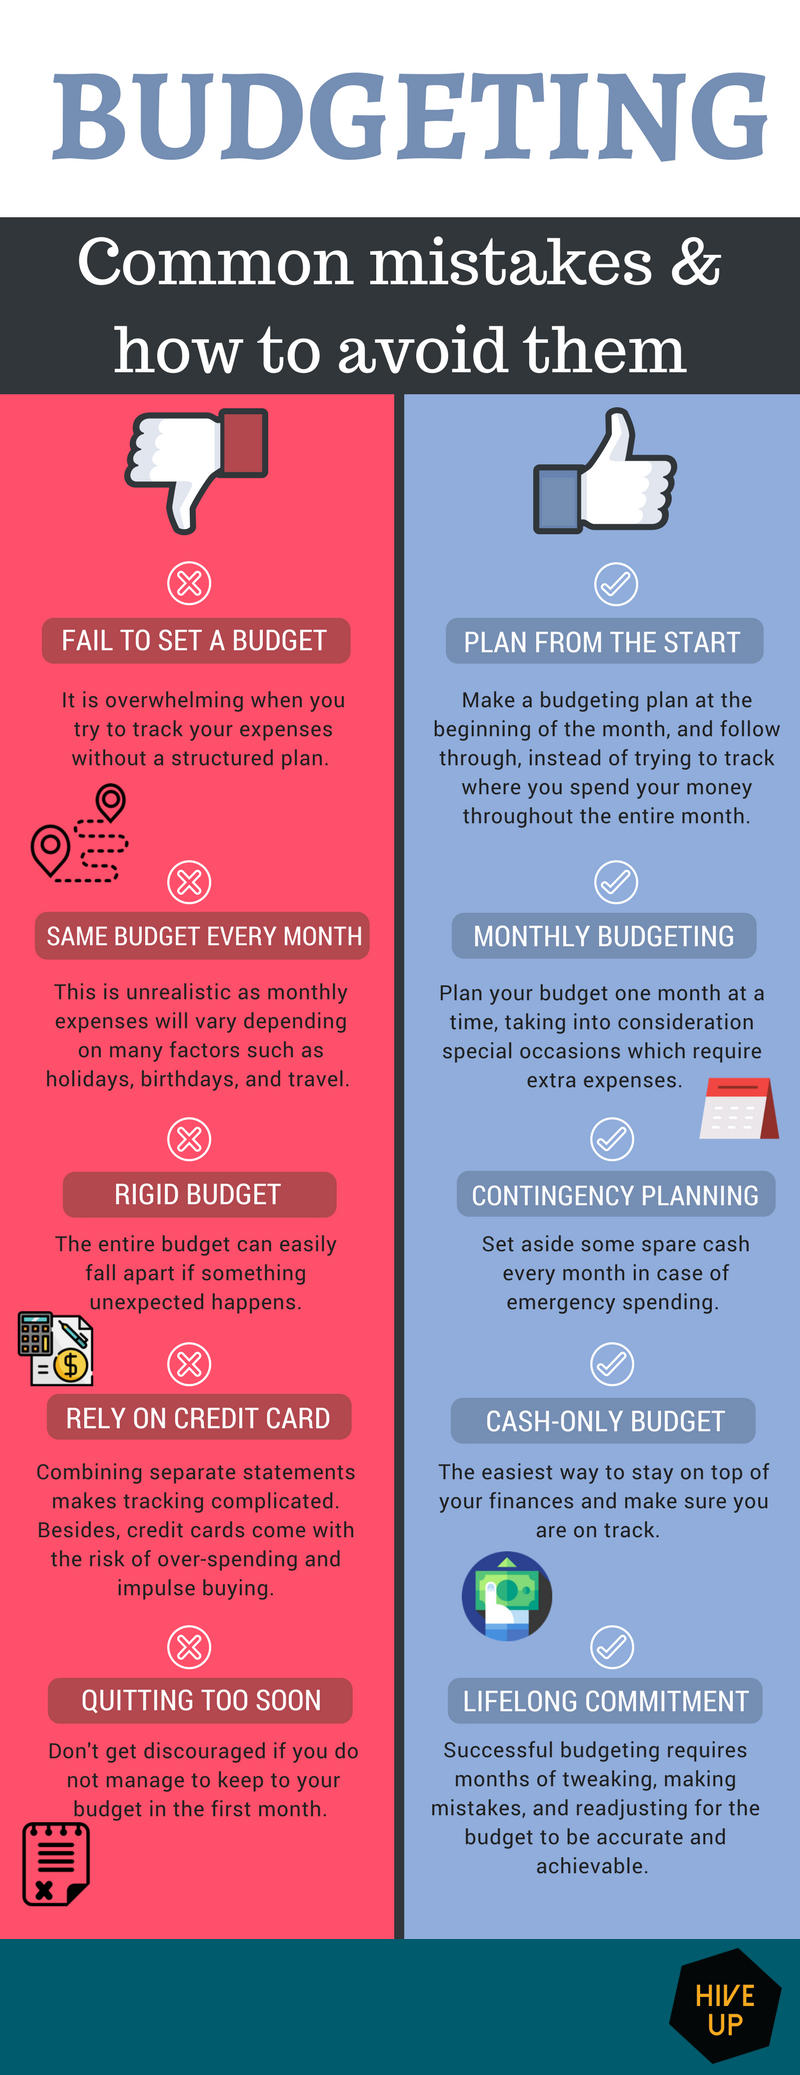 BUDGETING
Common mistakes &
how to avoid them
FAIL TO SET A BUDGET
It is overwhelming when you
try to track your expenses
without a structured plan.
PLAN FROM THE START
Make a budgeting plan at the
beginning of the month, and follow
through, instead of trying to track
where you spend your money
throughout the entire month.
SAME BUDGET EVERY MONTH
This is unrealistic as monthly
expenses will vary depending
on many factors such as
holidays, birthdays, and travel.
MONTHLY BUDGETING
Plan your budget one month at a
time, taking into consideration
special occasions which require
extra expenses.
RIGID BUDGET
The entire budget can easily
fall apart if something
unexpected happens.
CONTINGENCY PLANNING
Set aside some spare cash
every month in case of
emergency spending.
RELY ON CREDIT CARD
Combining separate statements
makes tracking complicated.
Besides, credit cards come with
the risk of over-spending and
impulse buying.
CASH-ONLY BUDGET
The easiest way to stay on top of
your finances and make sure you
are on track.
QUITTING TOO SOON
Don't get discouraged if you do
not manage to keep to your
budget in the first month.
LIFELONG COMMITMENT
Successful budgeting requires
months of tweaking, making
mistakes, and readjusting for the
budget to be accurate and
achievable.
HIVE
UP